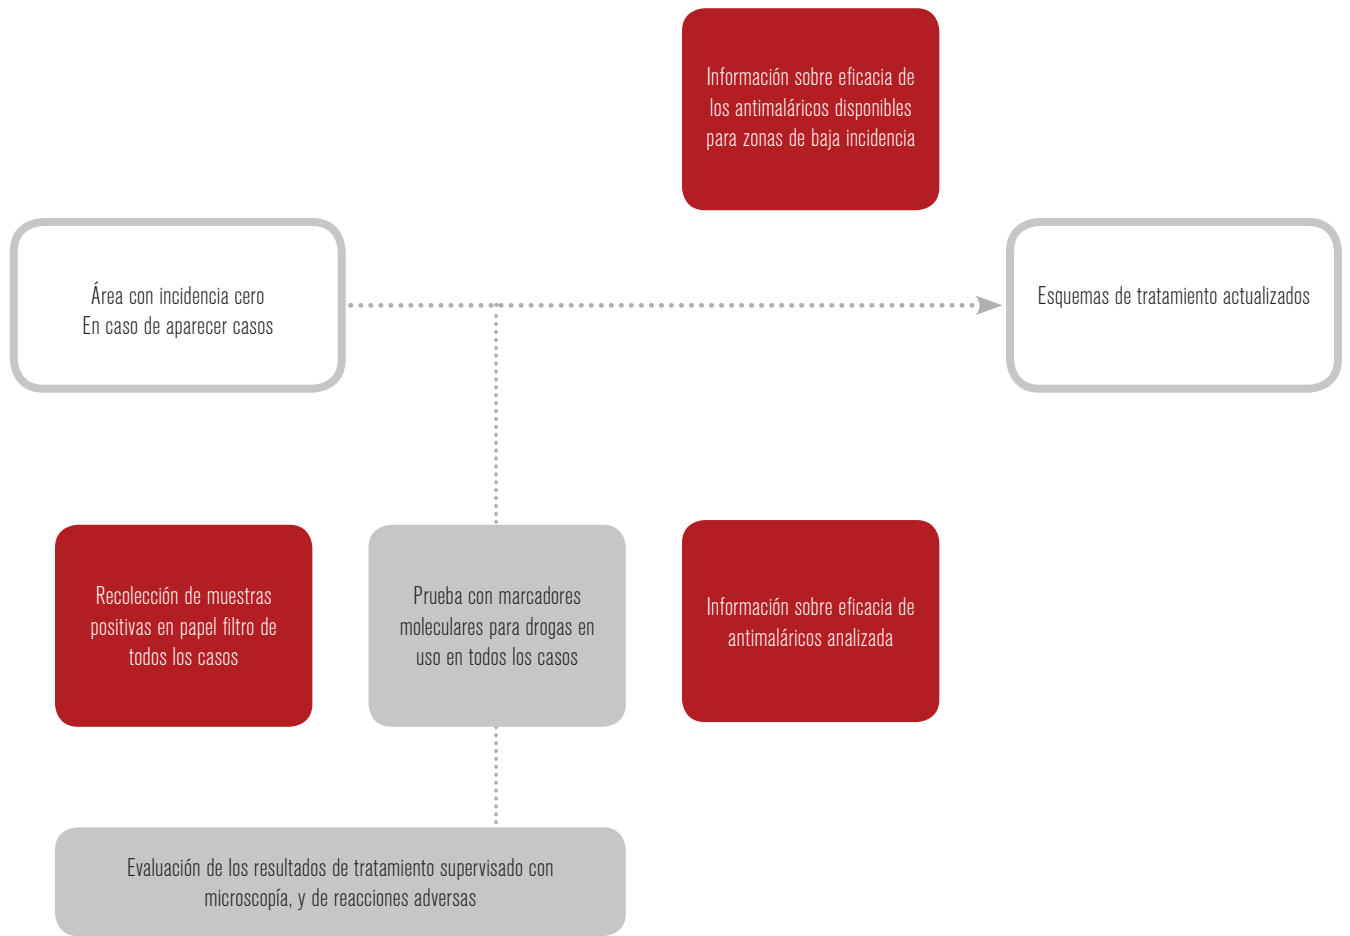 Información sobre eficacia de
los antimaláricos disponibles
para zonas de baja incidencia
Área con incidencia cero
En caso de aparecer casos
Esquemas de tratamiento actualizados
Recolección de muestras
positivas en papel filtro de
todos los casos
Prueba con marcadores
moleculares para drogas en
uso en todos los casos
Información sobre eficacia de
antimaláricos analizada
Evaluación de los resultados de tratamiento supervisado con
microscopía, y de reacciones adversas